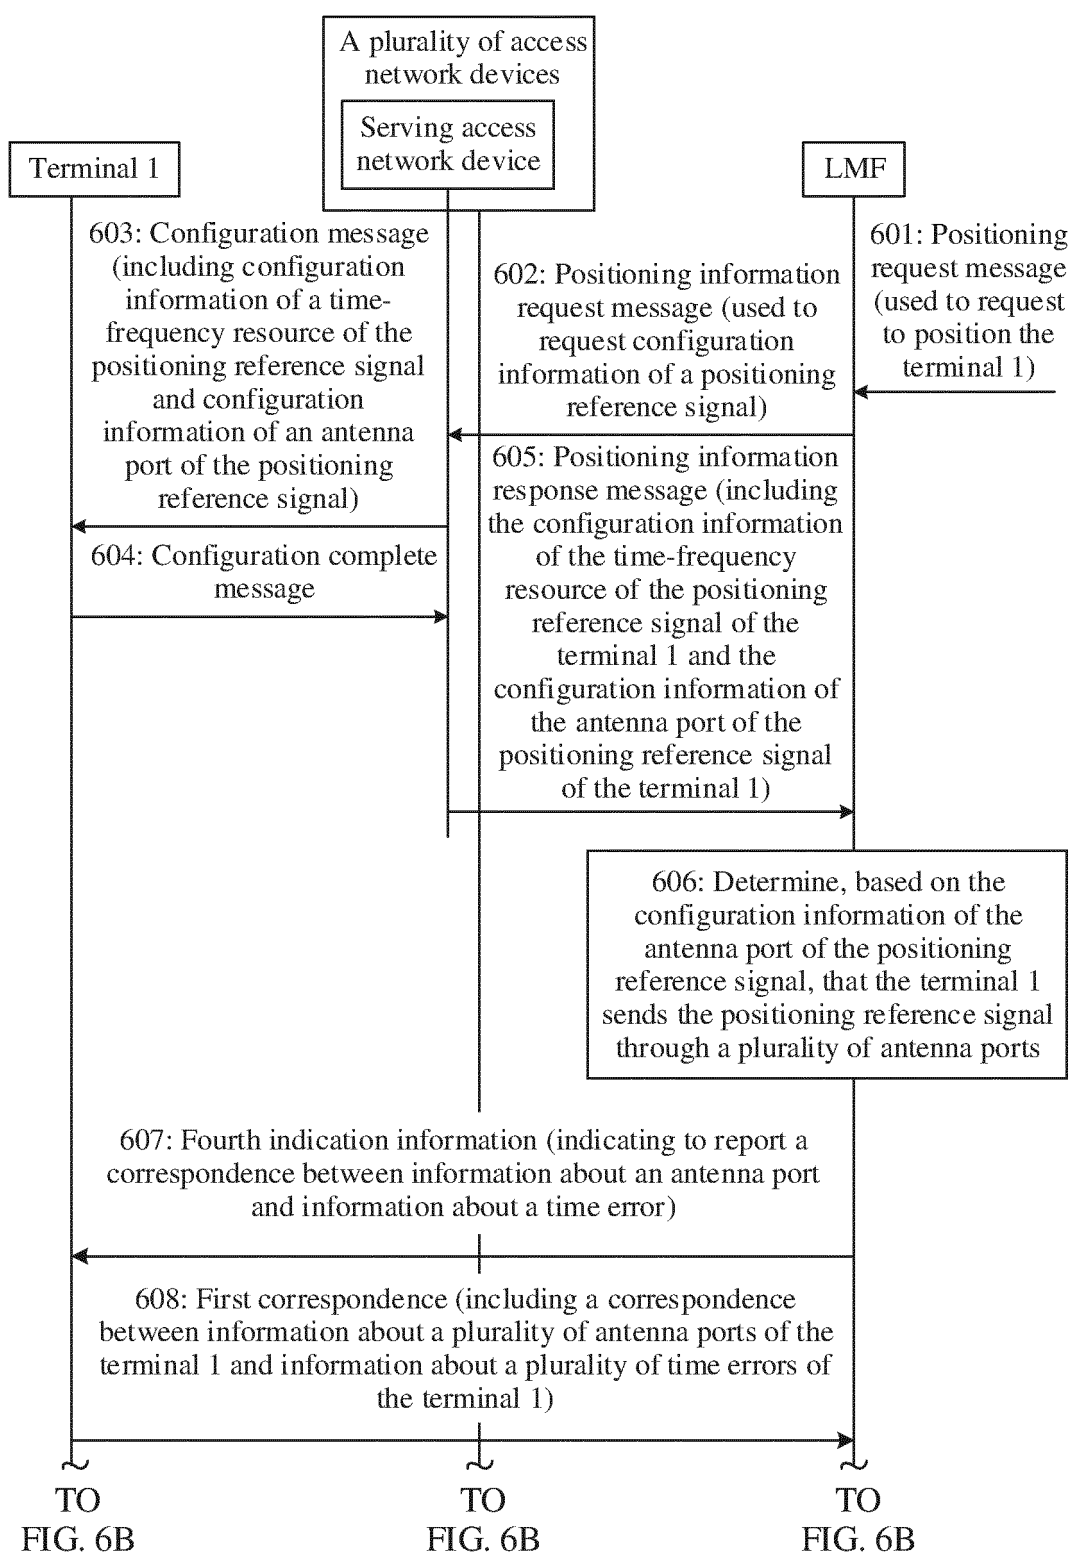 A plurality of access
network devices
Serving access
network device
Terminal 1
LMF
601: Positioning
request message
(used to request
to position the
terminal 1)
602: Positioning information
request message (used to
request configuration
information of a positioning
reference signal)
603: Configuration message
(including configuration
information of a time-
frequency resource of the
positioning reference signal
and configuration
information of an antenna
port of the positioning
reference signal)
604: Configuration complete
message
605: Positioning information
response message (including
the configuration information
of the time-frequency
resource of the positioning
reference signal of the
terminal 1 and the
configuration information of
the antenna port of the
positioning reference signal
of the terminal 1)
606: Determine, based on the
configuration information of the
antenna port of the positioning
reference signal, that the terminal 1
sends the positioning reference signal
through a plurality of antenna ports
607: Fourth indication information (indicating to report a
correspondence between information about an antenna port
and information about a time error)
608: First correspondence (including a correspondence
between information about a plurality of antenna ports of the
terminal 1 and information about a plurality of time errors of
the terminal 1)
TO
FIG. 6B
TO
FIG. 6B
TO
FIG. 6B